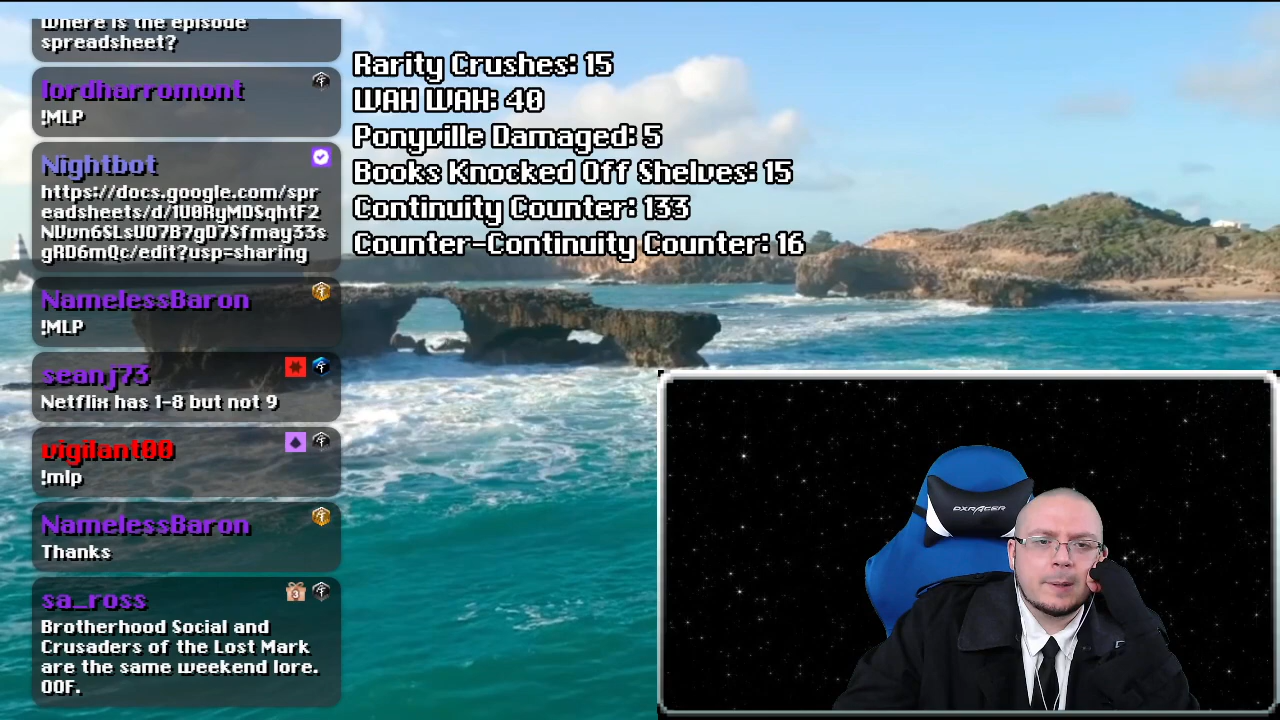 where is the episode
spreadsheet?
lordharromont
!MLP
Nightbot
https://docs.google.com/spr
eadsheets/d/1U0RyMDSqhtF2
NVvn6SLsUO7B7gD7Sfmay33s
gRD6mQc/edit?usp=sharing
NamelessBaron
!MLP
seanj73
Netflix has 1-8 but not 9
vigilant00
!mlp
NamelessBaron
Thanks
sa_ross
Brotherhood Social and
Crusaders of the Lost Mark
are the same weekend lore.
OOF.
Rarity Crushes: 15
WAH WAH: 40
Ponyville Damaged: 5
Books Knocked Off Shelves: 15
Continuity Counter: 133
Counter-Continuity Counter: 16
DXRACER